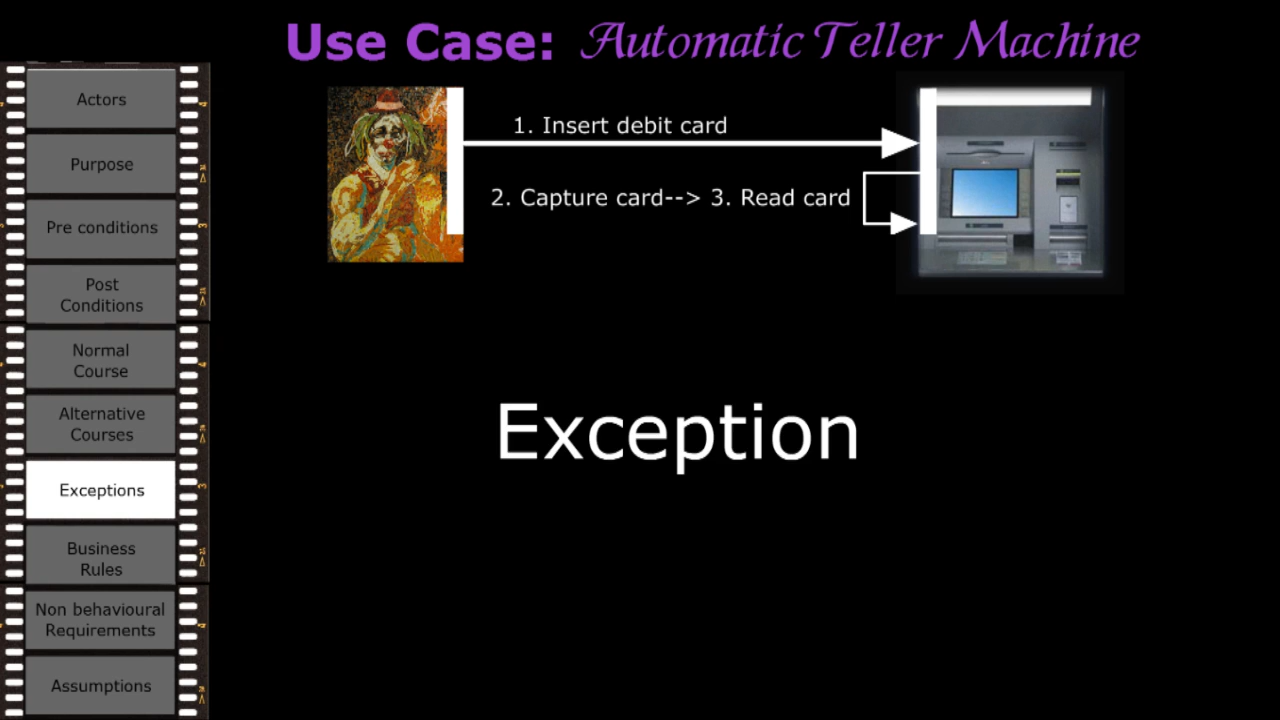 Use Case: Automatic Teller Machine
Actors
Purpose
Pre conditions
Post
Conditions
Normal
Course
Alternative
Courses
Exceptions
Business
Rules
Non behavioural
Requirements
Assumptions
1. Insert debit card
2. Capture card--> 3. Read card
Exception